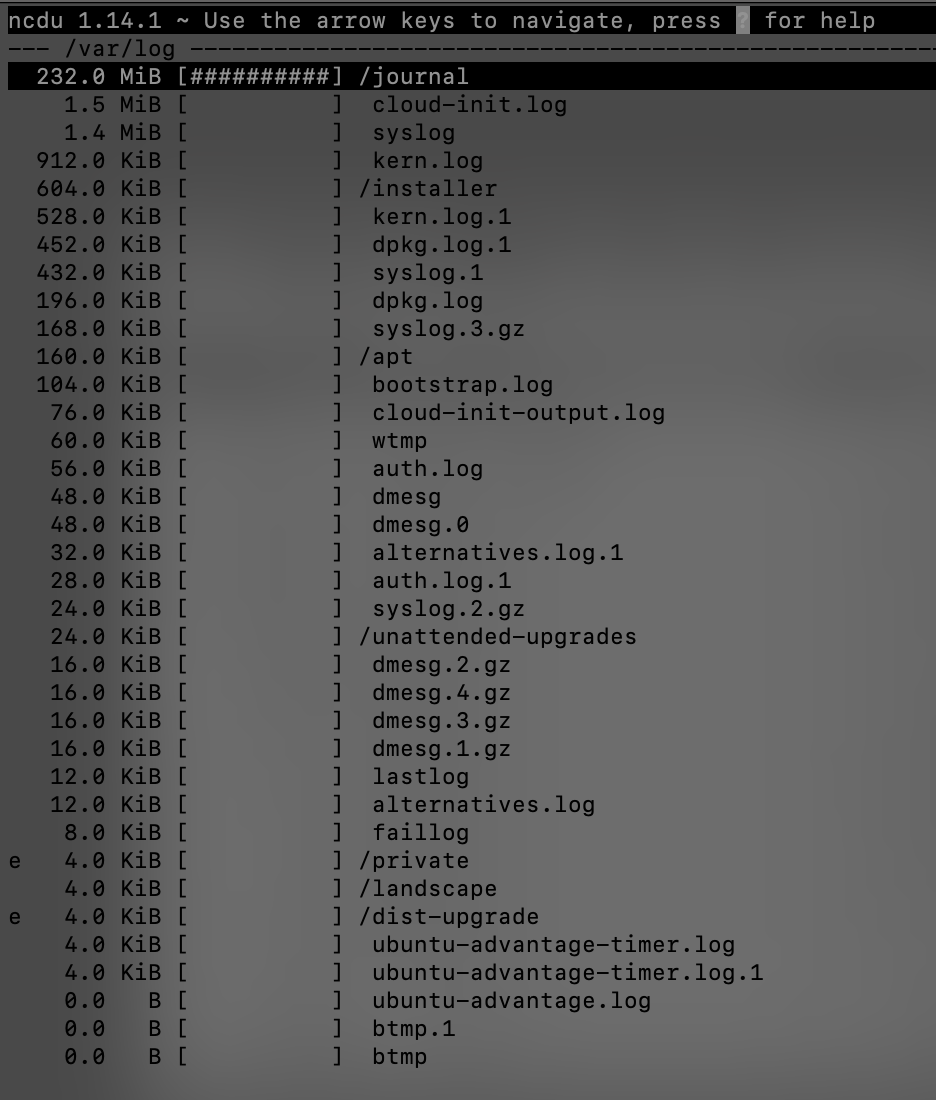 ncdu 1.14.1 ~ Use the arrow keys to navigate, press ? for help
--- /var/log ------------------------------------------------------
  232.0 MiB [##########] /journal
    1.5 MiB [          ]  cloud-init.log
    1.4 MiB [          ]  syslog
  912.0 KiB [          ]  kern.log
  604.0 KiB [          ] /installer
  528.0 KiB [          ]  kern.log.1
  452.0 KiB [          ]  dpkg.log.1
  432.0 KiB [          ]  syslog.1
  196.0 KiB [          ]  dpkg.log
  168.0 KiB [          ]  syslog.3.gz
  160.0 KiB [          ] /apt
  104.0 KiB [          ]  bootstrap.log
   76.0 KiB [          ]  cloud-init-output.log
   60.0 KiB [          ]  wtmp
   56.0 KiB [          ]  auth.log
   48.0 KiB [          ]  dmesg
   48.0 KiB [          ]  dmesg.0
   32.0 KiB [          ]  alternatives.log.1
   28.0 KiB [          ]  auth.log.1
   24.0 KiB [          ]  syslog.2.gz
   24.0 KiB [          ] /unattended-upgrades
   16.0 KiB [          ]  dmesg.2.gz
   16.0 KiB [          ]  dmesg.4.gz
   16.0 KiB [          ]  dmesg.3.gz
   16.0 KiB [          ]  dmesg.1.gz
   12.0 KiB [          ]  lastlog
   12.0 KiB [          ]  alternatives.log
    8.0 KiB [          ]  faillog
e   4.0 KiB [          ] /private
    4.0 KiB [          ] /landscape
e   4.0 KiB [          ] /dist-upgrade
    4.0 KiB [          ]  ubuntu-advantage-timer.log
    4.0 KiB [          ]  ubuntu-advantage-timer.log.1
    0.0   B [          ]  ubuntu-advantage.log
    0.0   B [          ]  btmp.1
    0.0   B [          ]  btmp